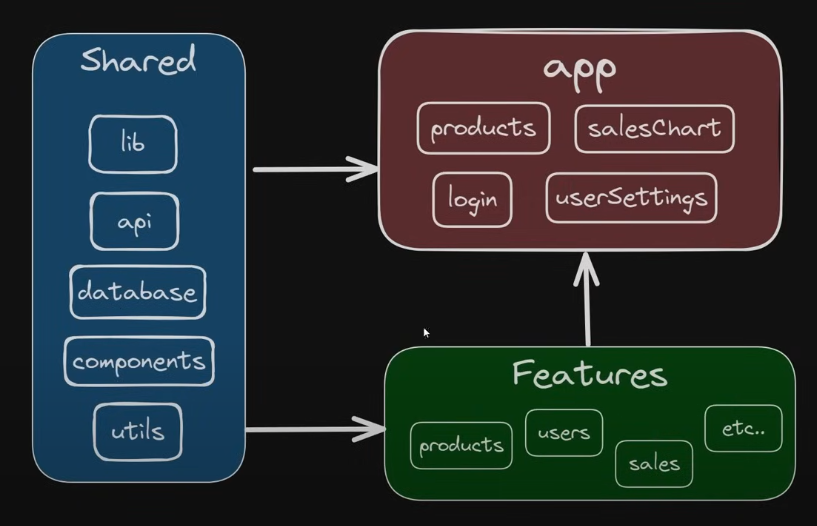 Shared
lib
api
database
components
utils
app
products
salesChart
login
userSettings
Features
products
users
sales
etc..